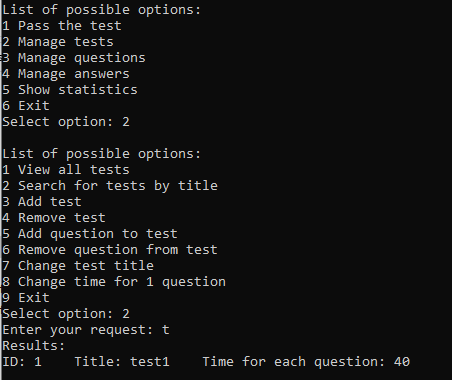 List of possible options:
1 Pass the test
2 Manage tests
3 Manage questions
4 Manage answers
5 Show statistics
6 Exit
Select option: 2

List of possible options:
1 View all tests
2 Search for tests by title
3 Add test
4 Remove test
5 Add question to test
6 Remove question from test
7 Change test title
8 Change time for 1 question
9 Exit
Select option: 2
Enter your request: t
Results:
ID: 1    Title: test1    Time for each question: 40